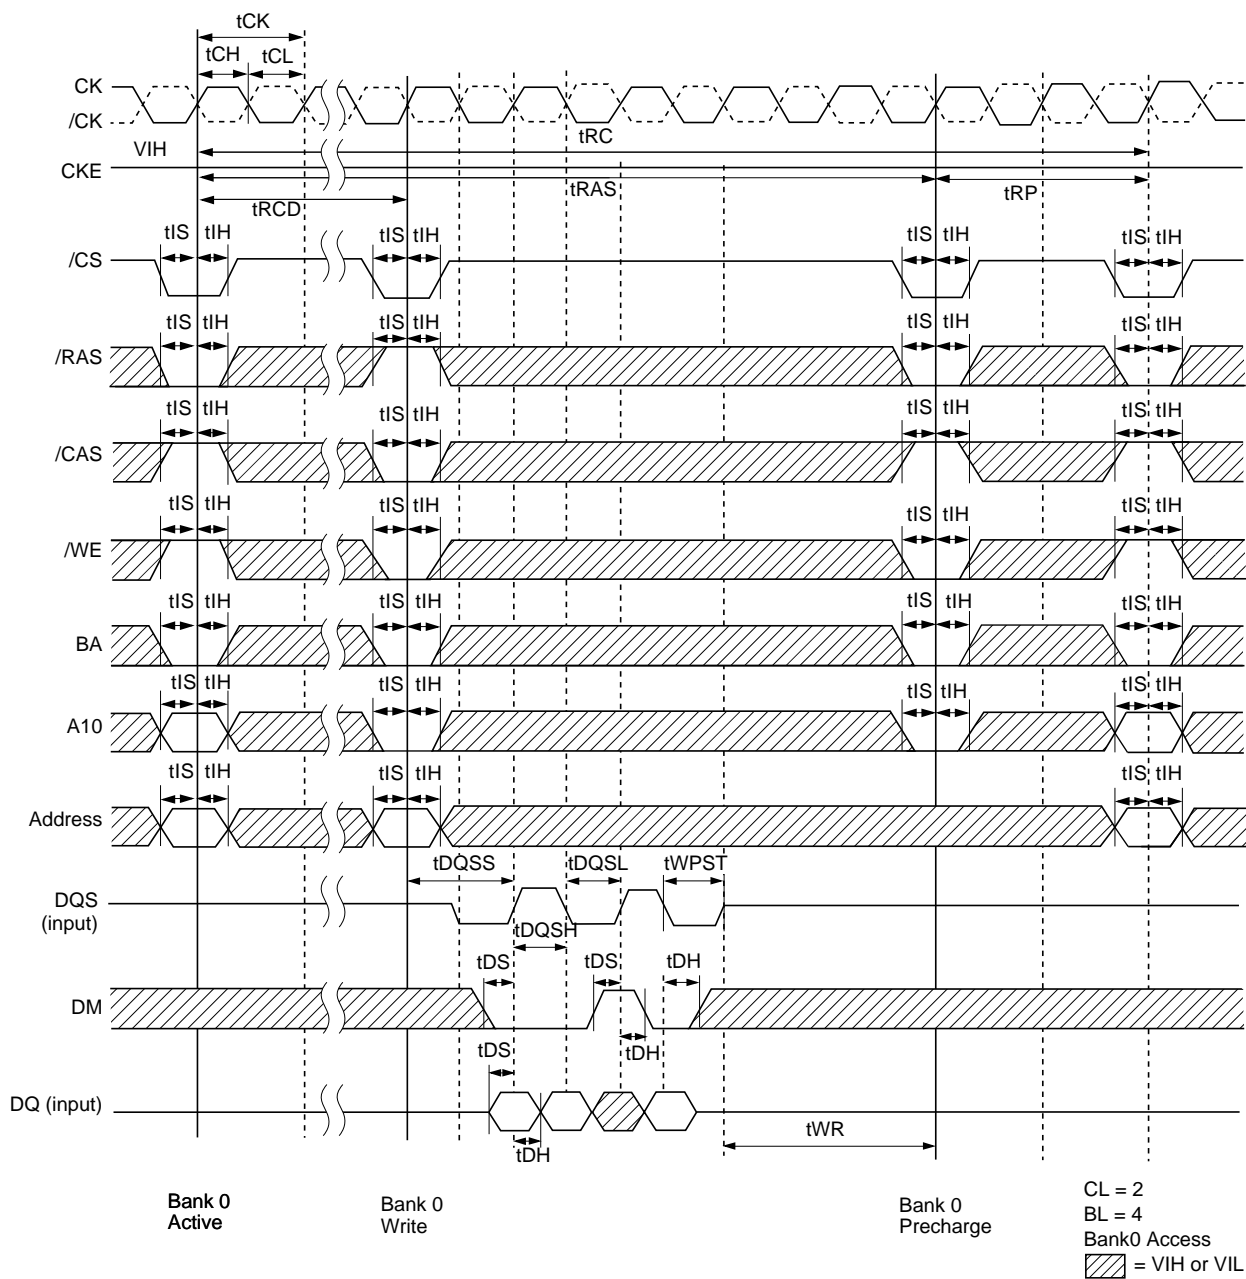 tCK
tCH tCL
CK
/CK
tRC
VIH
CKE
tRAS
tRP
tRCD
tIS tIH tIS tIH tIS tIH tIS tIH
/CS
tIS tIH tIS tIH tIS tIH tIS tIH
/RAS
tIS tIH tIS tIH tIS tIH tIS tIH
/CAS
tIS tIH tIS tIH tIS tIH tIS tIH
/WE
tIS tIH tIS tIH tIS tIH tIS tIH
BA
tIS tIH tIS tIH tIS tIH tIS tIH
A10
tIS tIH tIS tIH tIS tIH
Address
tDQSS tDQSL tWPST
DQS
(input)
tDQSH
tDS tDS tDH
DM
tDS tDH
DQ (input)
tDH
tWR
Bank 0
Active
Bank 0
Write
Bank 0
Precharge
CL = 2
BL = 4
Bank0 Access
= VIH or VIL